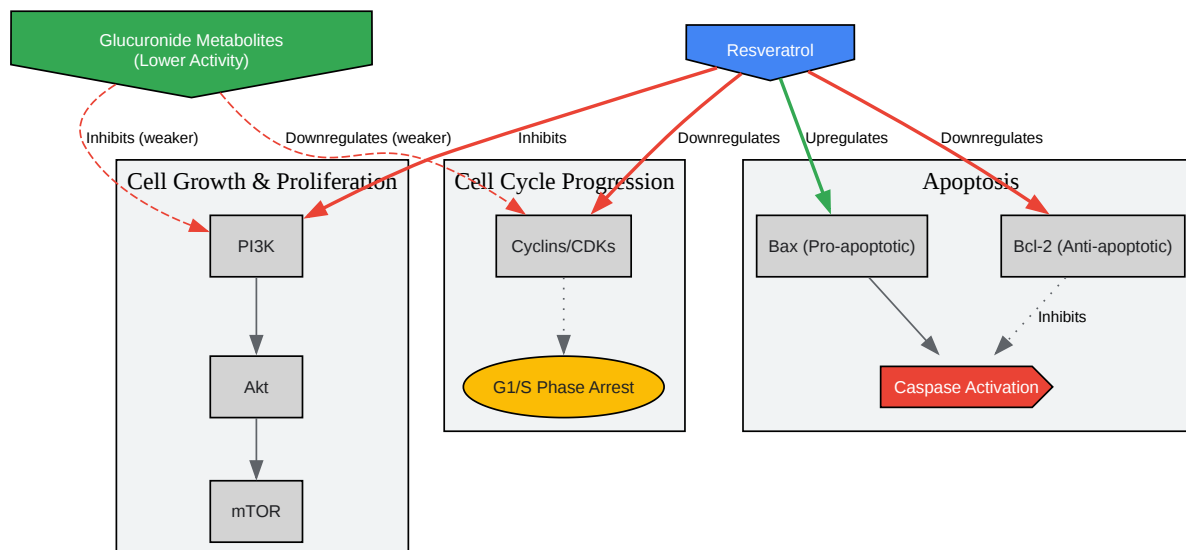 Glucuronide Metabolites
(Lower Activity)
Resveratrol
Inhibits (weaker)
Downregulates (weaker)
Inhibits
Downregulates
Upregulates
Downregulates
Cell Growth & Proliferation
Cell Cycle Progression
Apoptosis
PI3K
Cyclins/CDKs
Bax (Pro-apoptotic)
Bcl-2 (Anti-apoptotic)
Inhibits
Akt
G1/S Phase Arrest
Caspase Activation
mTOR